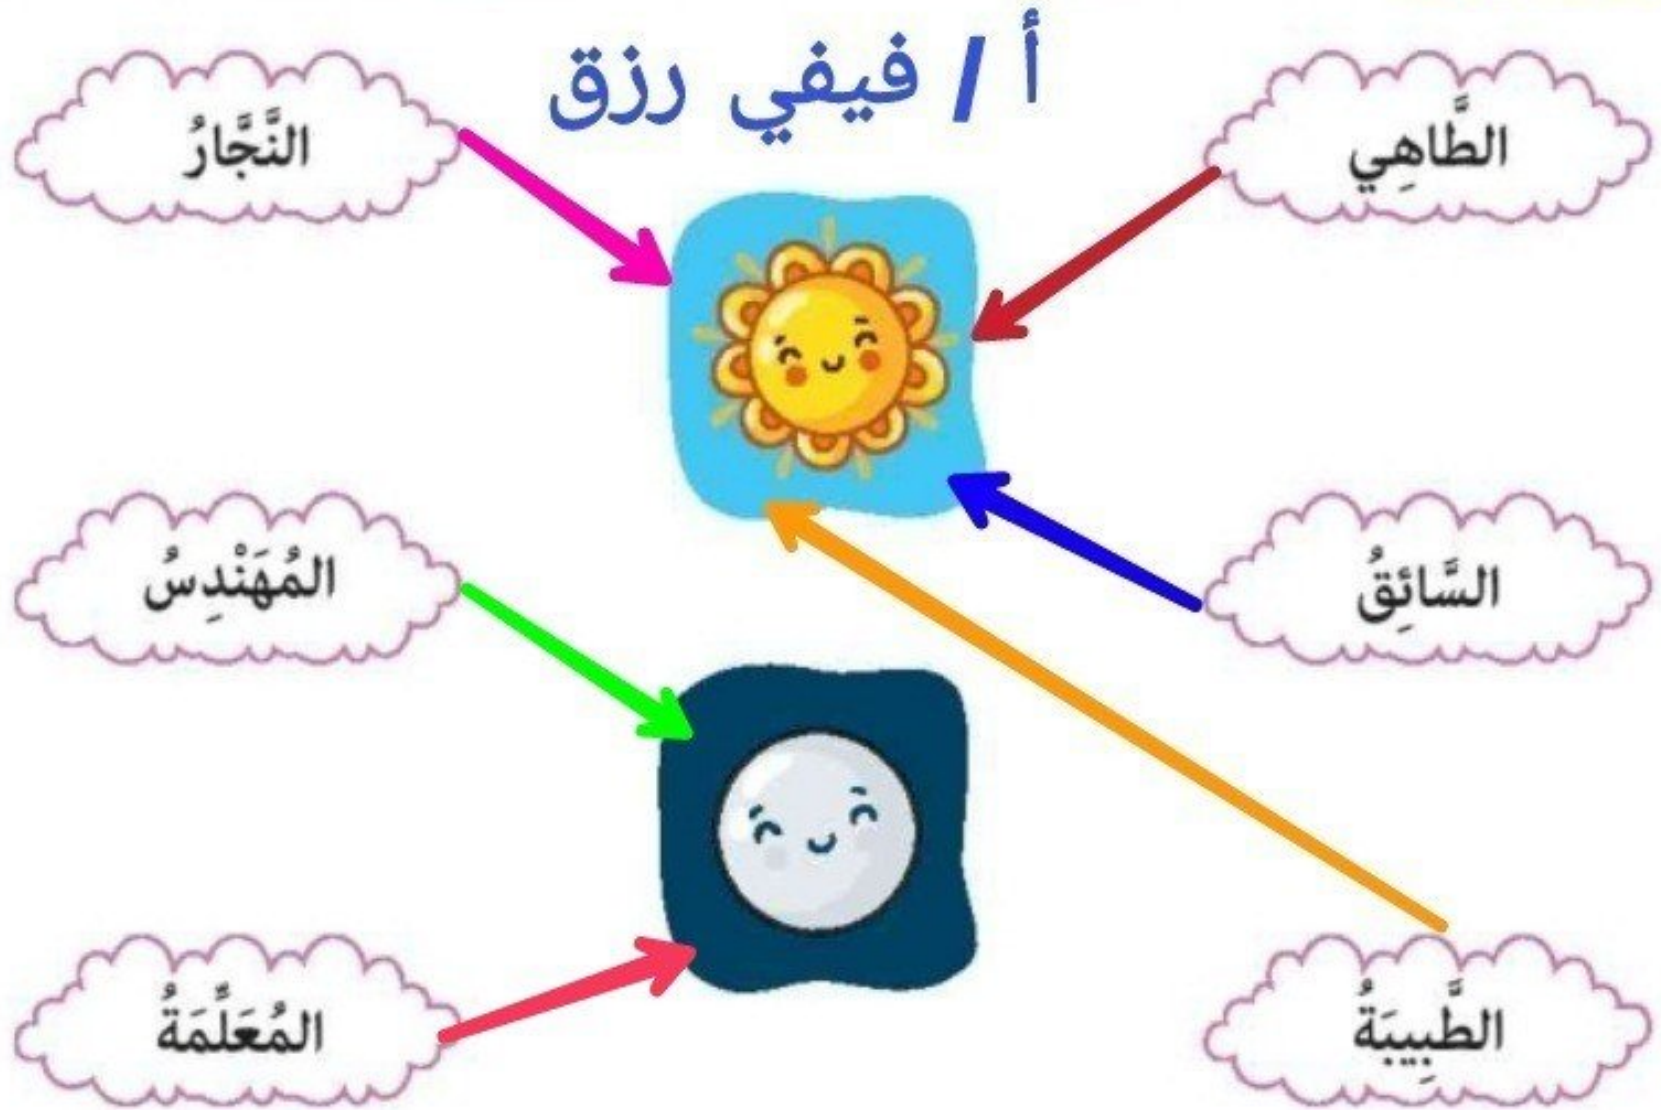 أ / فيفي رزق
الطَّاهِي
النَّجَّارُ
السَّائِقُ
المُهَنْدِسُ
الطَّبِيبَةُ
المُعَلِّمَةُ